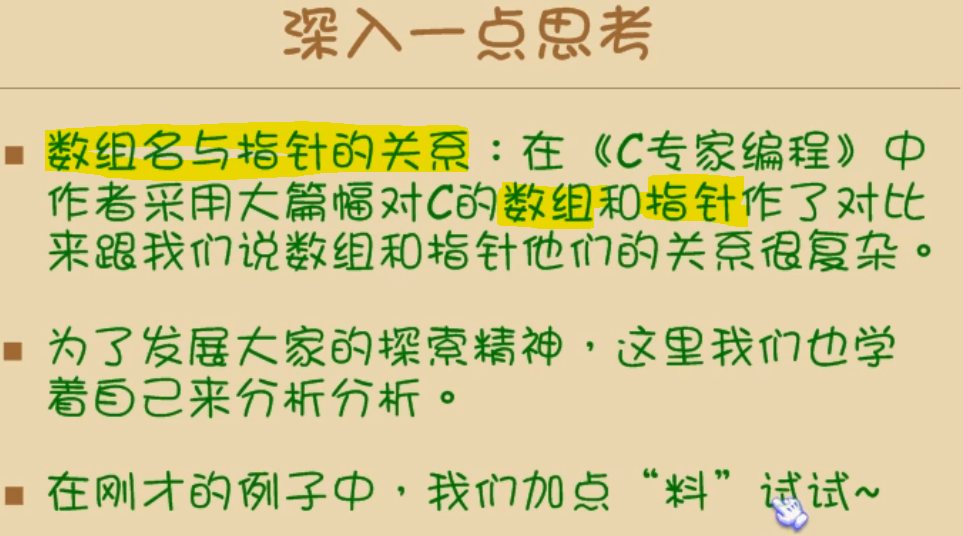 深入一点思考
数组名与指针的关系：在《C专家编程》中
作者采用大篇幅对C的数组和指针作了对比
来跟我们说数组和指针他们的关系很复杂。
为了发展大家的探索精神，这里我们也学
着自己来分析分析。
在刚才的例子中，我们加点“料”试试~